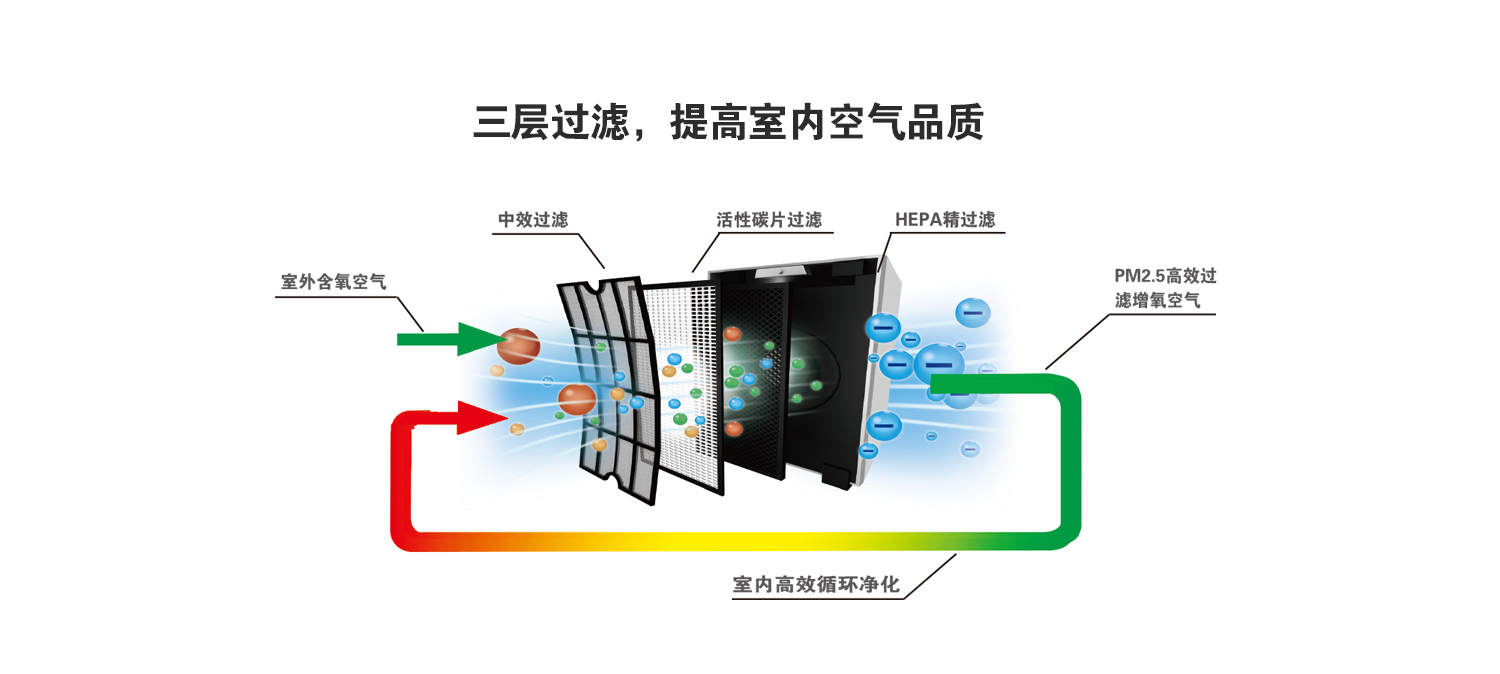 三层过滤，提高室内空气品质
中效过滤
活性碳片过滤
HEPA精过滤
室外含氧空气
PM2.5高效过
滤增氧空气
室内高效循环净化